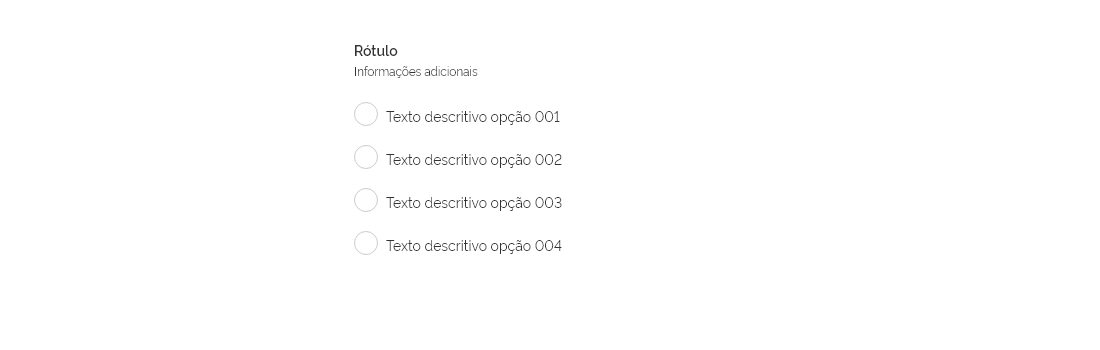 Rótulo
Informações adicionais
Texto descritivo opção 001
Texto descritivo opção 002
Texto descritivo opção 003
Texto descritivo opção 004